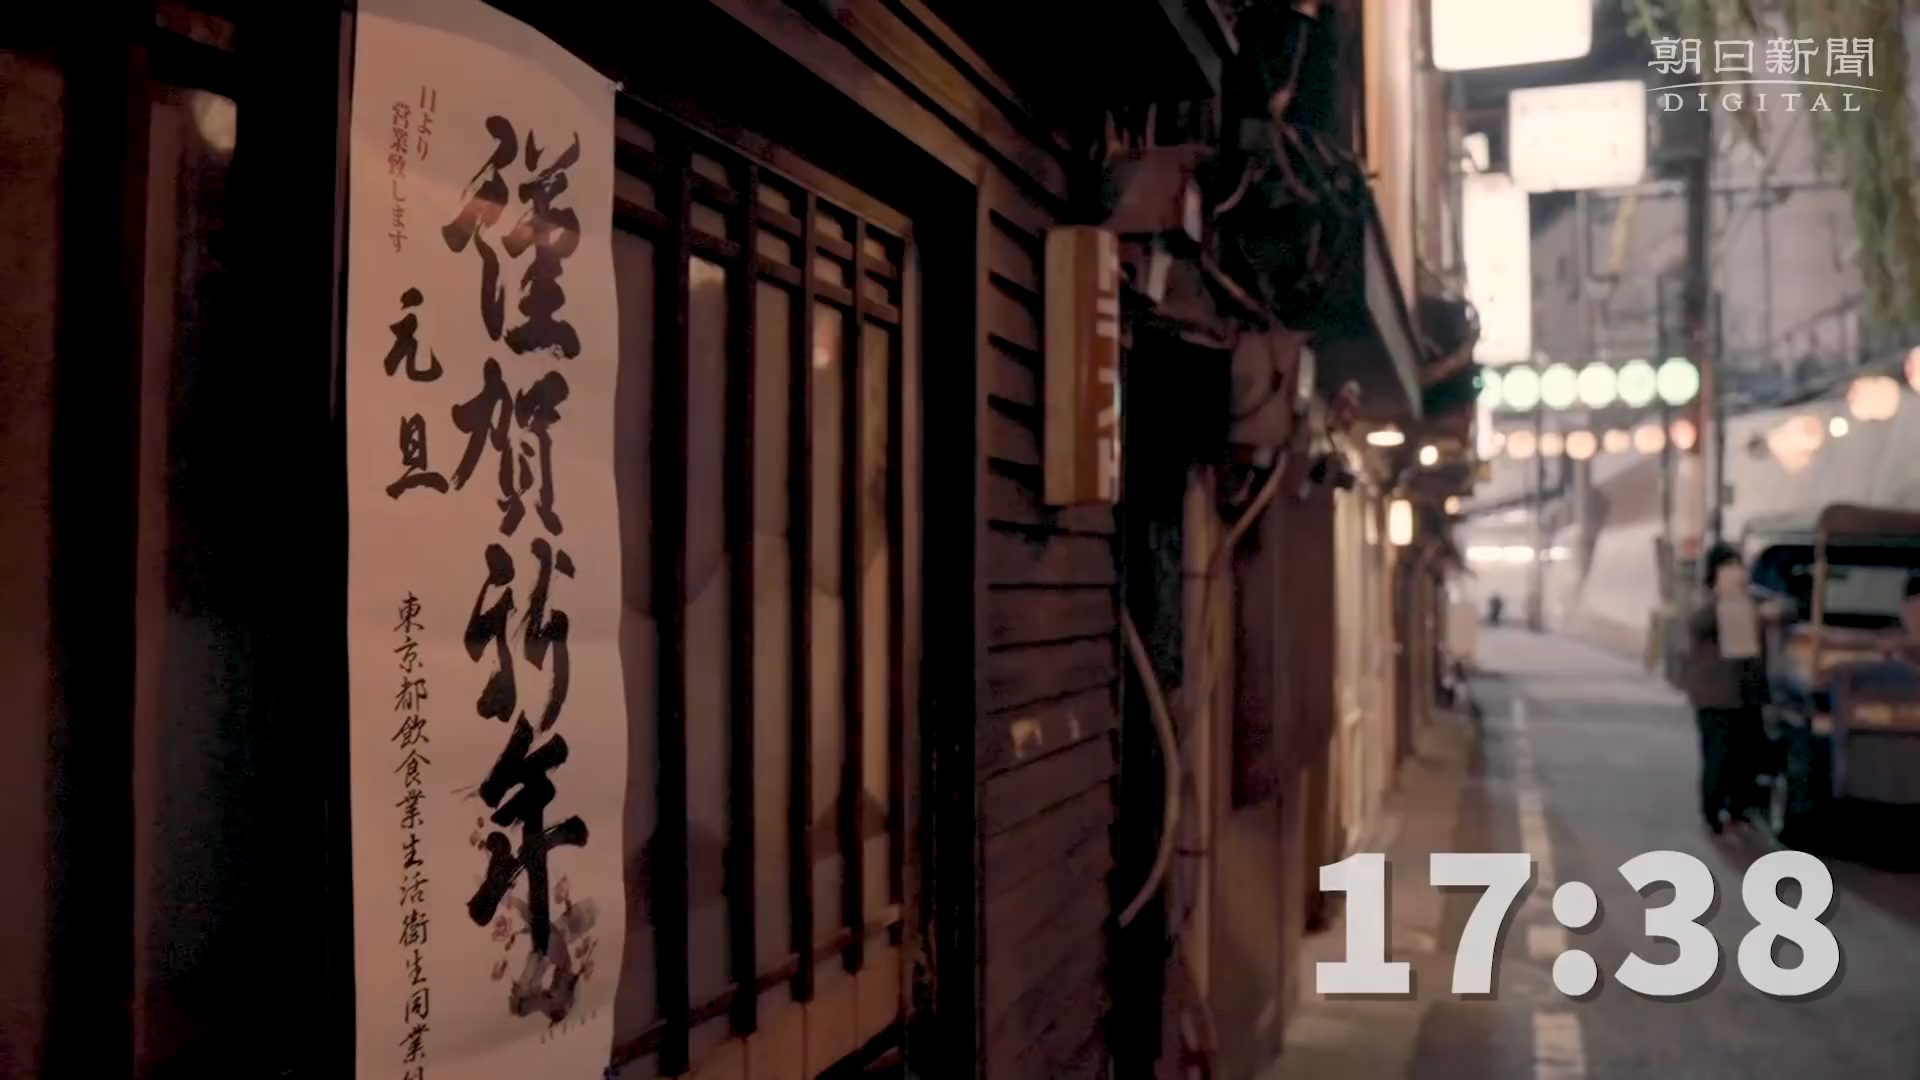 謹賀新年
日より
営業致します
元旦
東京都飲食業生活衛生同業
朝日新聞
DIGITAL
17:38